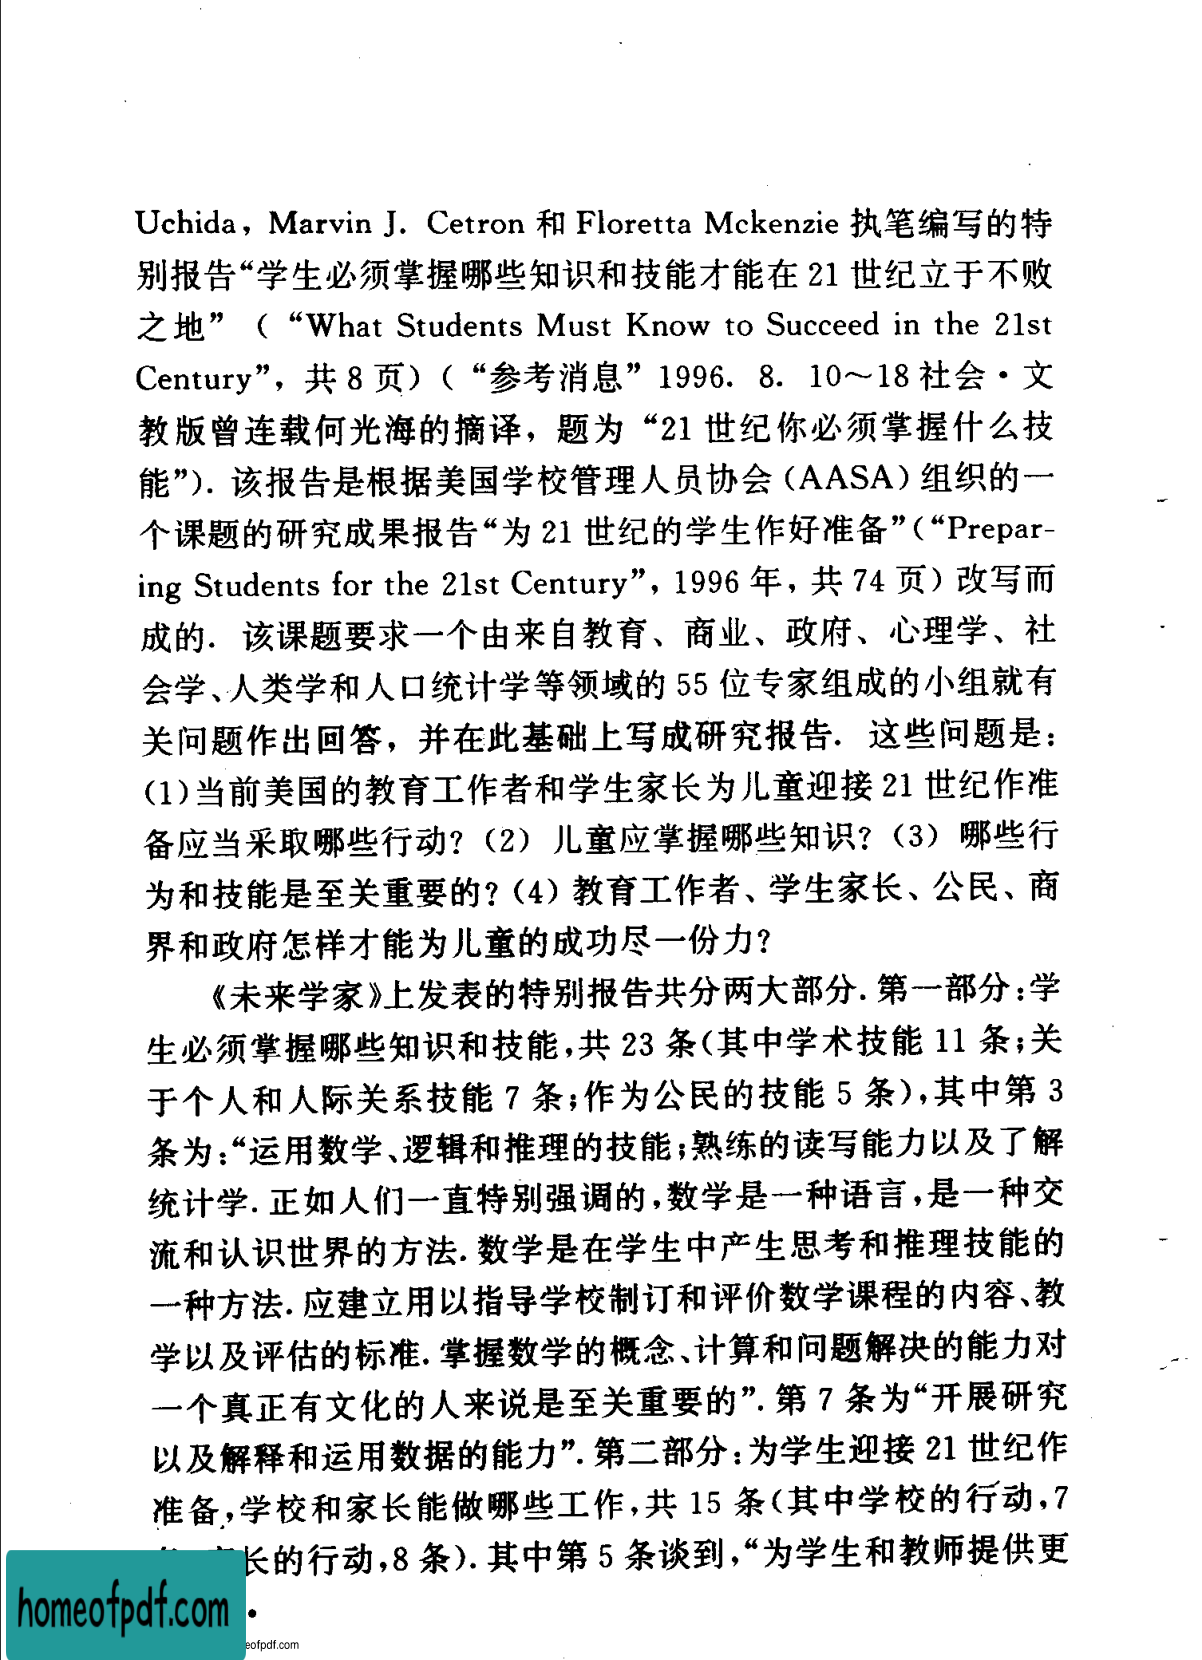 Uchida, Marvin J. Cetron 和 Floretta Mckenzie 执笔编写的特
别报告“学生必须掌握哪些知识和技能才能在 21 世纪立于不败
之地”（“What Students Must Know to Succeed in the 21st
Century”，共 8 页）（“参考消息”1996. 8. 10～18 社会·文
教版曾连载何光海的摘译，题为“21 世纪你必须掌握什么技
能”）. 该报告是根据美国学校管理人员协会（AASA）组织的一
个课题的研究成果报告“为 21 世纪的学生作好准备”（“Prepar-
ing Students for the 21st Century”，1996 年，共 74 页）改写而
成的. 该课题要求一个由来自教育、商业、政府、心理学、社
会学、人类学和人口统计学等领域的 55 位专家组成的小组就有
关问题作出回答，并在此基础上写成研究报告. 这些问题是：
(1)当前美国的教育工作者和学生家长为儿童迎接 21 世纪作准
备应当采取哪些行动？（2）儿童应掌握哪些知识？（3）哪些行
为和技能是至关重要的？（4）教育工作者、学生家长、公民、商
界和政府怎样才能为儿童的成功尽一份力？
《未来学家》上发表的特别报告共分两大部分. 第一部分：学
生必须掌握哪些知识和技能，共 23 条（其中学术技能 11 条；关
于个人和人际关系技能 7 条；作为公民的技能 5 条），其中第 3
条为：“运用数学、逻辑和推理的技能；熟练的读写能力以及了解
统计学. 正如人们一直特别强调的，数学是一种语言，是一种交
流和认识世界的方法. 数学是在学生中产生思考和推理技能的
一种方法. 应建立用以指导学校制订和评价数学课程的内容、教
学以及评估的标准. 掌握数学的概念、计算和问题解决的能力对
一个真正有文化的人来说是至关重要的”. 第 7 条为“开展研究
以及解释和运用数据的能力”. 第二部分：为学生迎接 21 世纪作
准备，学校和家长能做哪些工作，共 15 条（其中学校的行动，7
长的行动，8 条）. 其中第 5 条谈到，“为学生和教师提供更
homeofpdf.com
eofpdf.com